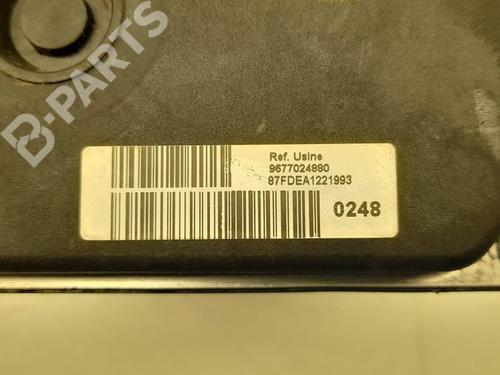 B-PARTS
Ref. Usine
9677024880
87FDEA1221993
0248